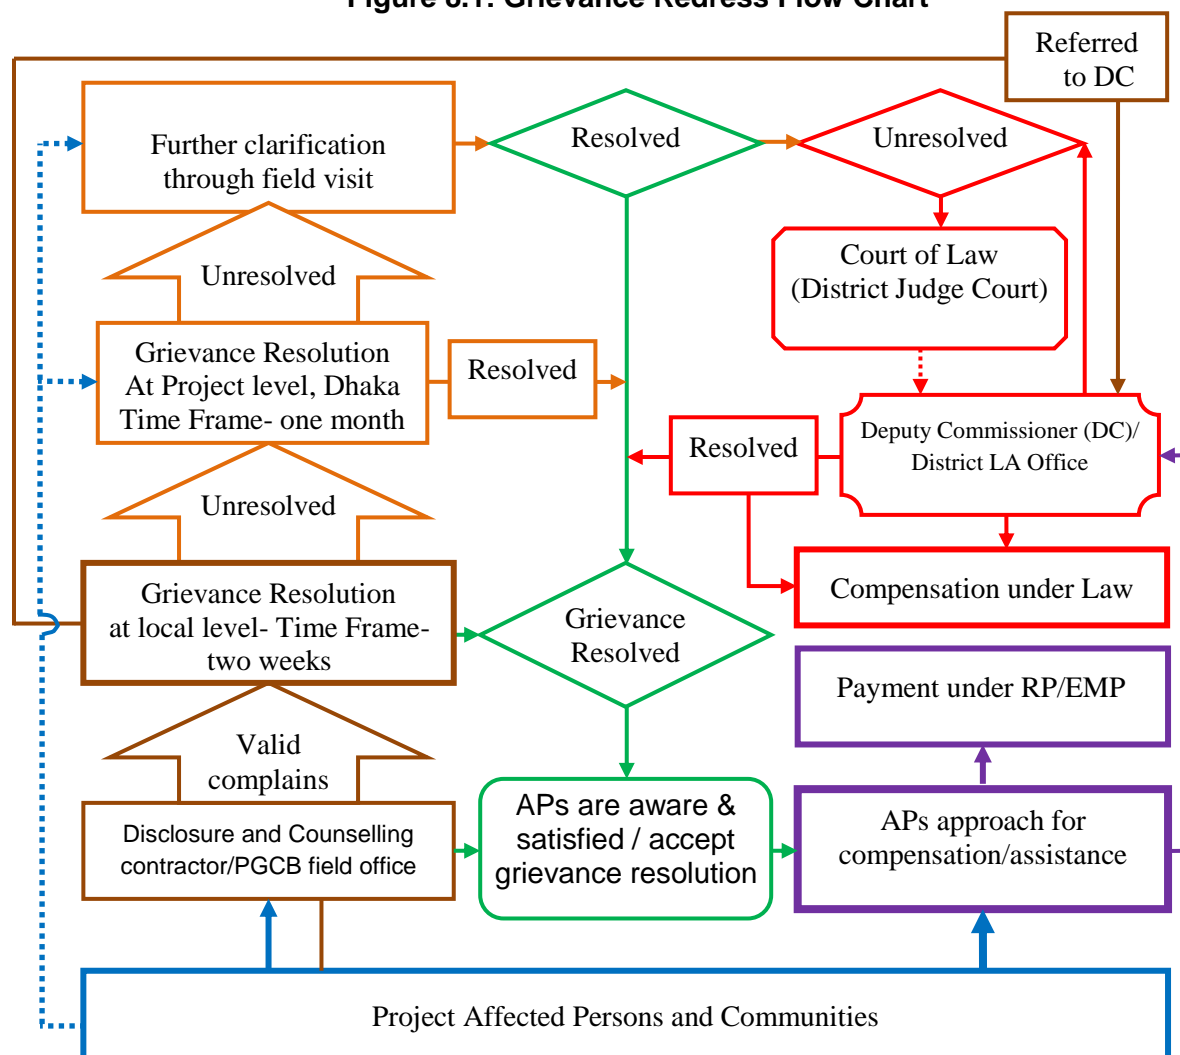 Figure 8.1: Grievance Redress Flow Chart
Referred
to DC
Further clarification
through field visit
Resolved
Unresolved
Court of Law
(District Judge Court)
Unresolved
Grievance Resolution
At Project level, Dhaka
Time Frame- one month
Resolved
Deputy Commissioner (DC)/
District LA Office
Resolved
Unresolved
Compensation under Law
Grievance Resolution
at local level- Time Frame-
two weeks
Grievance
Resolved
Payment under RP/EMP
Valid
complains
Disclosure and Counselling
contractor/PGCB field office
APs are aware &
satisfied / accept
grievance resolution
APs approach for
compensation/assistance
Project Affected Persons and Communities